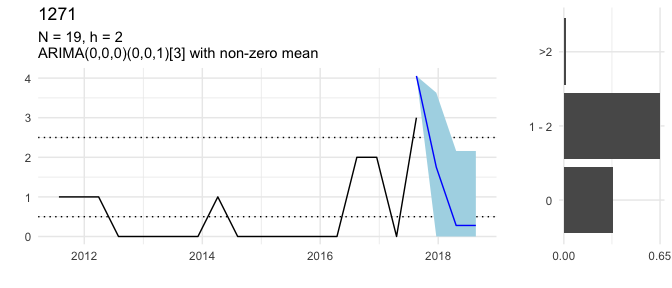 1271
N = 19, h = 2
ARIMA(0,0,0)(0,0,1)[3] with non-zero mean
4
3
2
1
0
2012 2014 2016 2018
>2
1 - 2
0
0.00 0.65